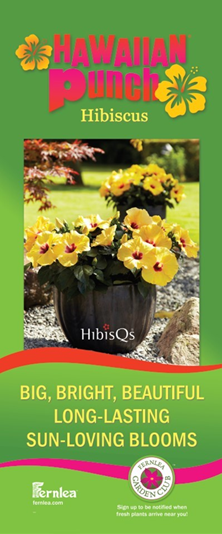 HAWAIIAN
Punch
Hibiscus
HibisQs
BIG, BRIGHT, BEAUTIFUL
LONG-LASTING
SUN-LOVING BLOOMS
Fernlea
fernlea.com
FERNLEA
GARDEN CLUB
Sign up to be notified when
fresh plants arrive near you!